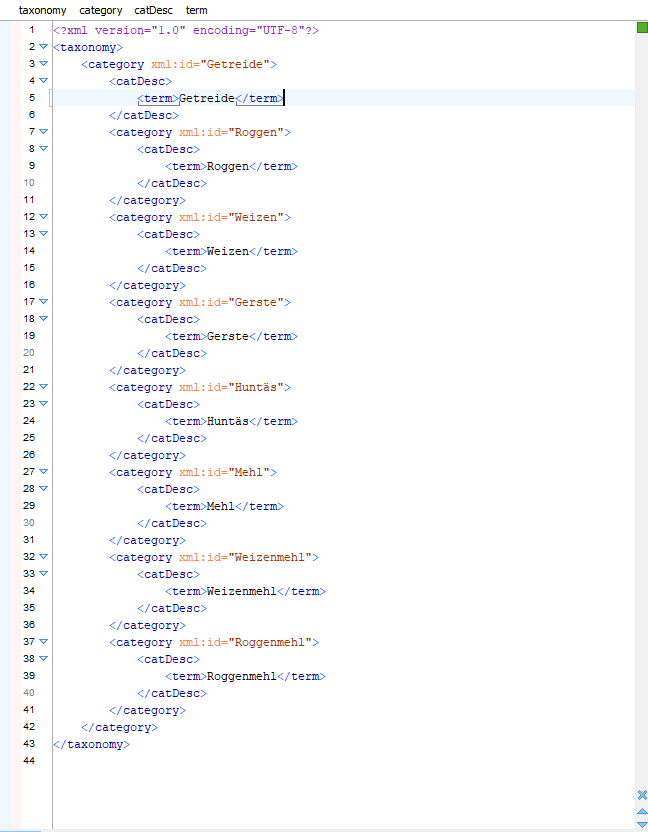 taxonomy category catDesc term
1 <?xml version="1.0" encoding="UTF-8"?>
2 <taxonomy>
3 <category xml:id="Getreide">
4 <catDesc>
5 <term>Getreide</term>
6 </catDesc>
7 <category xml:id="Roggen">
8 <catDesc>
9 <term>Roggen</term>
10 </catDesc>
11 </category>
12 <category xml:id="Weizen">
13 <catDesc>
14 <term>Weizen</term>
15 </catDesc>
16 </category>
17 <category xml:id="Gerste">
18 <catDesc>
19 <term>Gerste</term>
20 </catDesc>
21 </category>
22 <category xml:id="Huntäs">
23 <catDesc>
24 <term>Huntäs</term>
25 </catDesc>
26 </category>
27 <category xml:id="Mehl">
28 <catDesc>
29 <term>Mehl</term>
30 </catDesc>
31 </category>
32 <category xml:id="Weizenmehl">
33 <catDesc>
34 <term>Weizenmehl</term>
35 </catDesc>
36 </category>
37 <category xml:id="Roggenmehl">
38 <catDesc>
39 <term>Roggenmehl</term>
40 </catDesc>
41 </category>
42 </category>
43 </taxonomy>
44